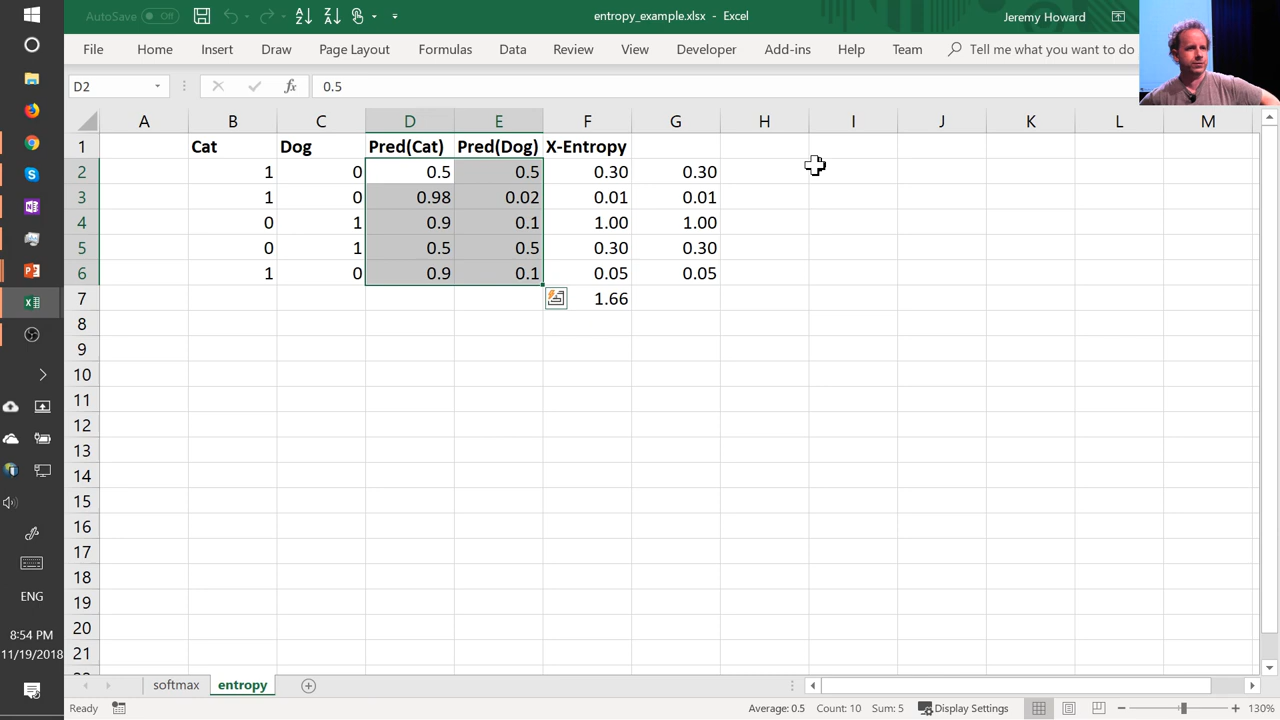 AutoSave Off
entropy_example.xlsx - Excel
Jeremy Howard
File Home Insert Draw Page Layout Formulas Data Review View Developer Add-ins Help Team Tell me what you want to do
D2 fx 0.5
A B C D E F G H I J K L M
1 Cat Dog Pred(Cat) Pred(Dog) X-Entropy
2 1 0 0.5 0.5 0.30 0.30
3 1 0 0.98 0.02 0.01 0.01
4 0 1 0.9 0.1 1.00 1.00
5 0 1 0.5 0.5 0.30 0.30
6 1 0 0.9 0.1 0.05 0.05
7 1.66
8
9
10
11
12
13
14
15
16
17
18
19
20
21
ENG
8:54 PM
11/19/2018
softmax entropy
Ready Average: 0.5 Count: 10 Sum: 5 Display Settings 130%